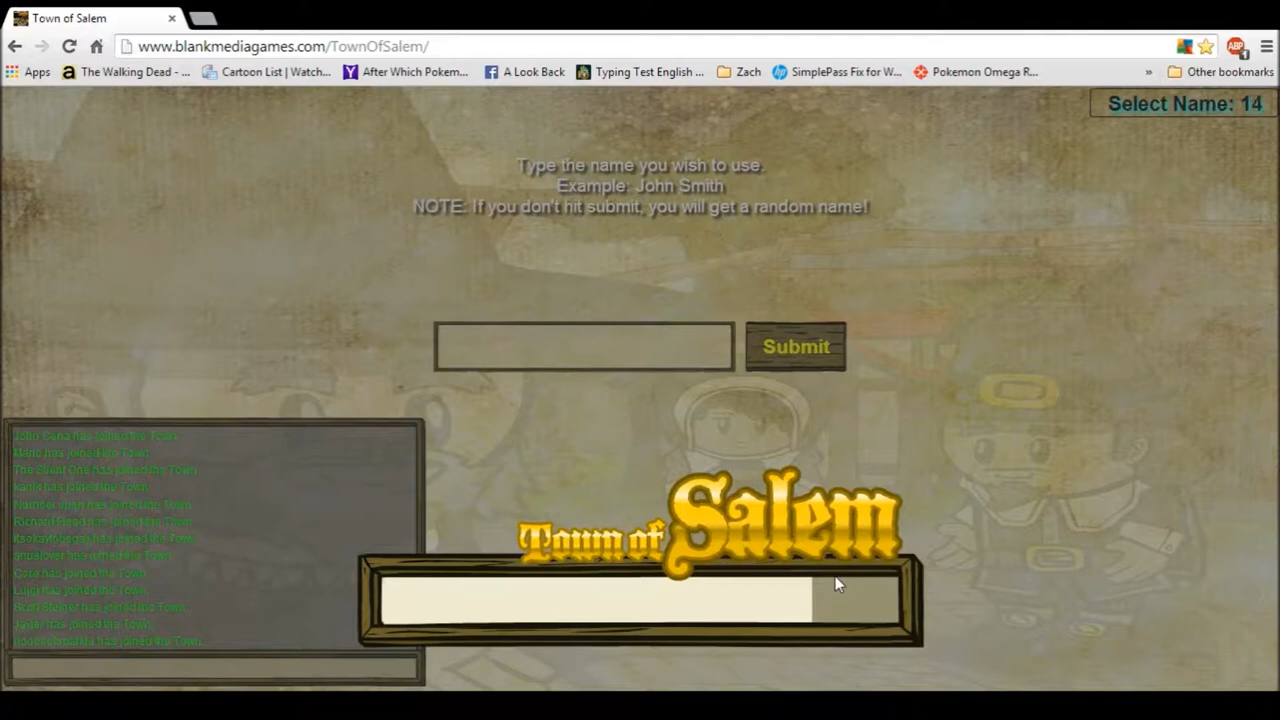 Town of Salem
www.blankmediagames.com/TownOfSalem/
ABP
Apps
The Walking Dead - ...
Cartoon List | Watch...
After Which Pokem...
A Look Back
Typing Test English ...
Zach
SimplePass Fix for W...
Pokemon Omega R...
»
Other bookmarks
Select Name: 14
Type the name you wish to use.
Example: John Smith
NOTE: If you don't hit submit, you will get a random name!
Submit
John Cena has joined the Town.
Mario has joined the Town.
The Silent One has joined the Town.
has joined the Town.
has joined the Town.
Richard Head has joined the Town.
has joined the Town.
has joined the Town.
has joined the Town.
Luigi has joined the Town.
Scott Steiner has joined the Town.
has joined the Town.
has joined the Town.
Town of Salem